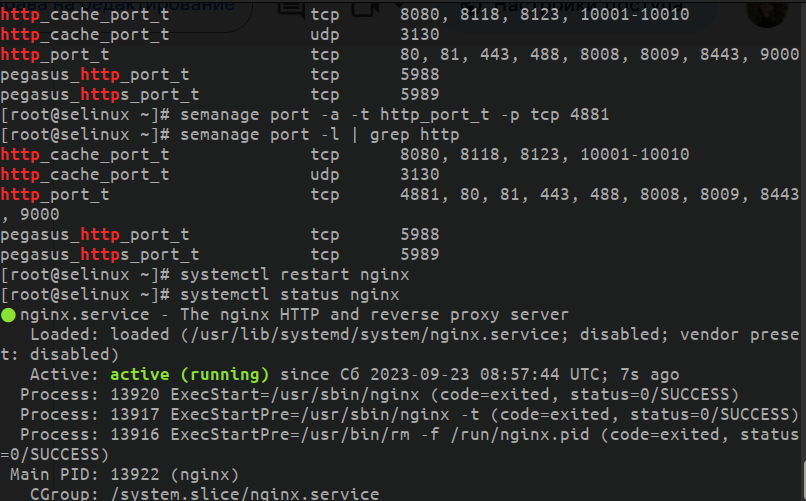 http_cache_port_t              tcp      8080, 8118, 8123, 10001-10010
http_cache_port_t              udp      3130
http_port_t                    tcp      80, 81, 443, 488, 8008, 8009, 8443, 9000
pegasus_http_port_t            tcp      5988
pegasus_https_port_t           tcp      5989
[root@selinux ~]# semanage port -a -t http_port_t -p tcp 4881
[root@selinux ~]# semanage port -l | grep http
http_cache_port_t              tcp      8080, 8118, 8123, 10001-10010
http_cache_port_t              udp      3130
http_port_t                    tcp      4881, 80, 81, 443, 488, 8008, 8009, 8443
, 9000
pegasus_http_port_t            tcp      5988
pegasus_https_port_t           tcp      5989
[root@selinux ~]# systemctl restart nginx
[root@selinux ~]# systemctl status nginx
● nginx.service - The nginx HTTP and reverse proxy server
   Loaded: loaded (/usr/lib/systemd/system/nginx.service; disabled; vendor prese
t: disabled)
   Active: active (running) since Сб 2023-09-23 08:57:44 UTC; 7s ago
  Process: 13920 ExecStart=/usr/sbin/nginx (code=exited, status=0/SUCCESS)
  Process: 13917 ExecStartPre=/usr/sbin/nginx -t (code=exited, status=0/SUCCESS)
  Process: 13916 ExecStartPre=/usr/bin/rm -f /run/nginx.pid (code=exited, status
=0/SUCCESS)
 Main PID: 13922 (nginx)
   CGroup: /system.slice/nginx.service